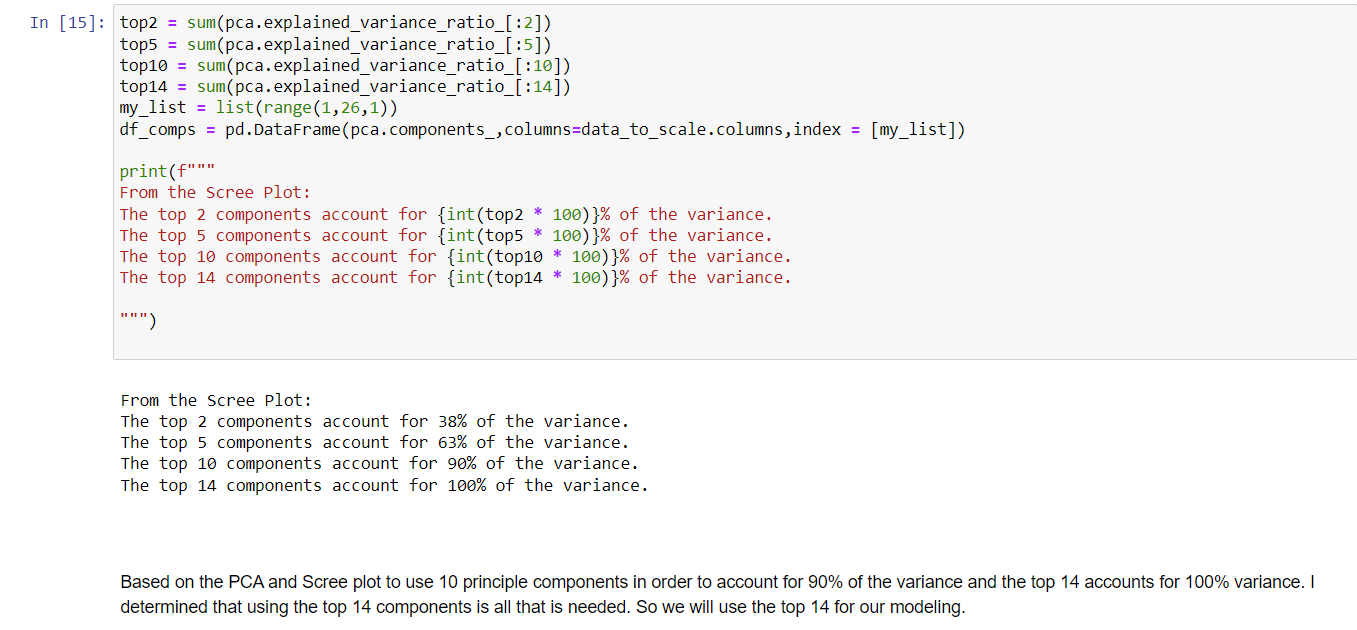 In [15]: top2 = sum(pca.explained_variance_ratio_[:2])
top5 = sum(pca.explained_variance_ratio_[:5])
top10 = sum(pca.explained_variance_ratio_[:10])
top14 = sum(pca.explained_variance_ratio_[:14])
my_list = list(range(1,26,1))
df_comps = pd.DataFrame(pca.components_,columns=data_to_scale.columns,index = [my_list])
print(f"""
From the Scree Plot:
The top 2 components account for {int(top2 * 100)}% of the variance.
The top 5 components account for {int(top5 * 100)}% of the variance.
The top 10 components account for {int(top10 * 100)}% of the variance.
The top 14 components account for {int(top14 * 100)}% of the variance.
""")
From the Scree Plot:
The top 2 components account for 38% of the variance.
The top 5 components account for 63% of the variance.
The top 10 components account for 90% of the variance.
The top 14 components account for 100% of the variance.
Based on the PCA and Scree plot to use 10 principle components in order to account for 90% of the variance and the top 14 accounts for 100% variance. I
determined that using the top 14 components is all that is needed. So we will use the top 14 for our modeling.